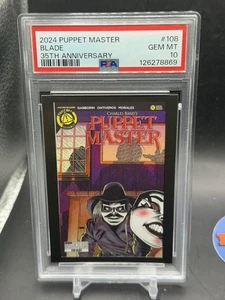 2024 PUPPET MASTER #108
BLADE GEM MT
35TH ANNIVERSARY 10
PSA 126278869
CHARLES BAND'S
PUPPET
MASTER